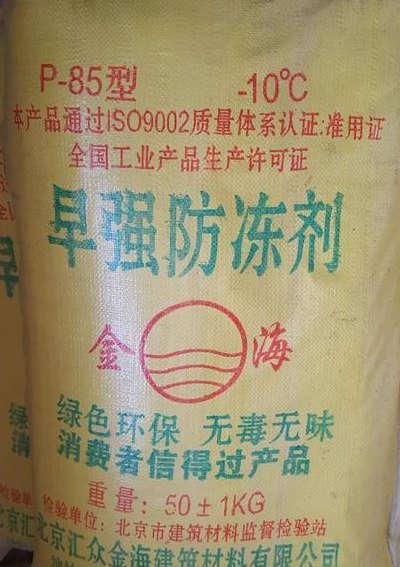 P-85型 -10℃
本产品通过ISO9002质量体系认证;准用证
全国工业产品生产许可证
早强防冻剂
金 海
绿色环保 无毒无味
消费者信得过产品
重量：50±1KG
检验单位：北京市建筑材料监督检验站
北京汇众金海建筑材料有限公司